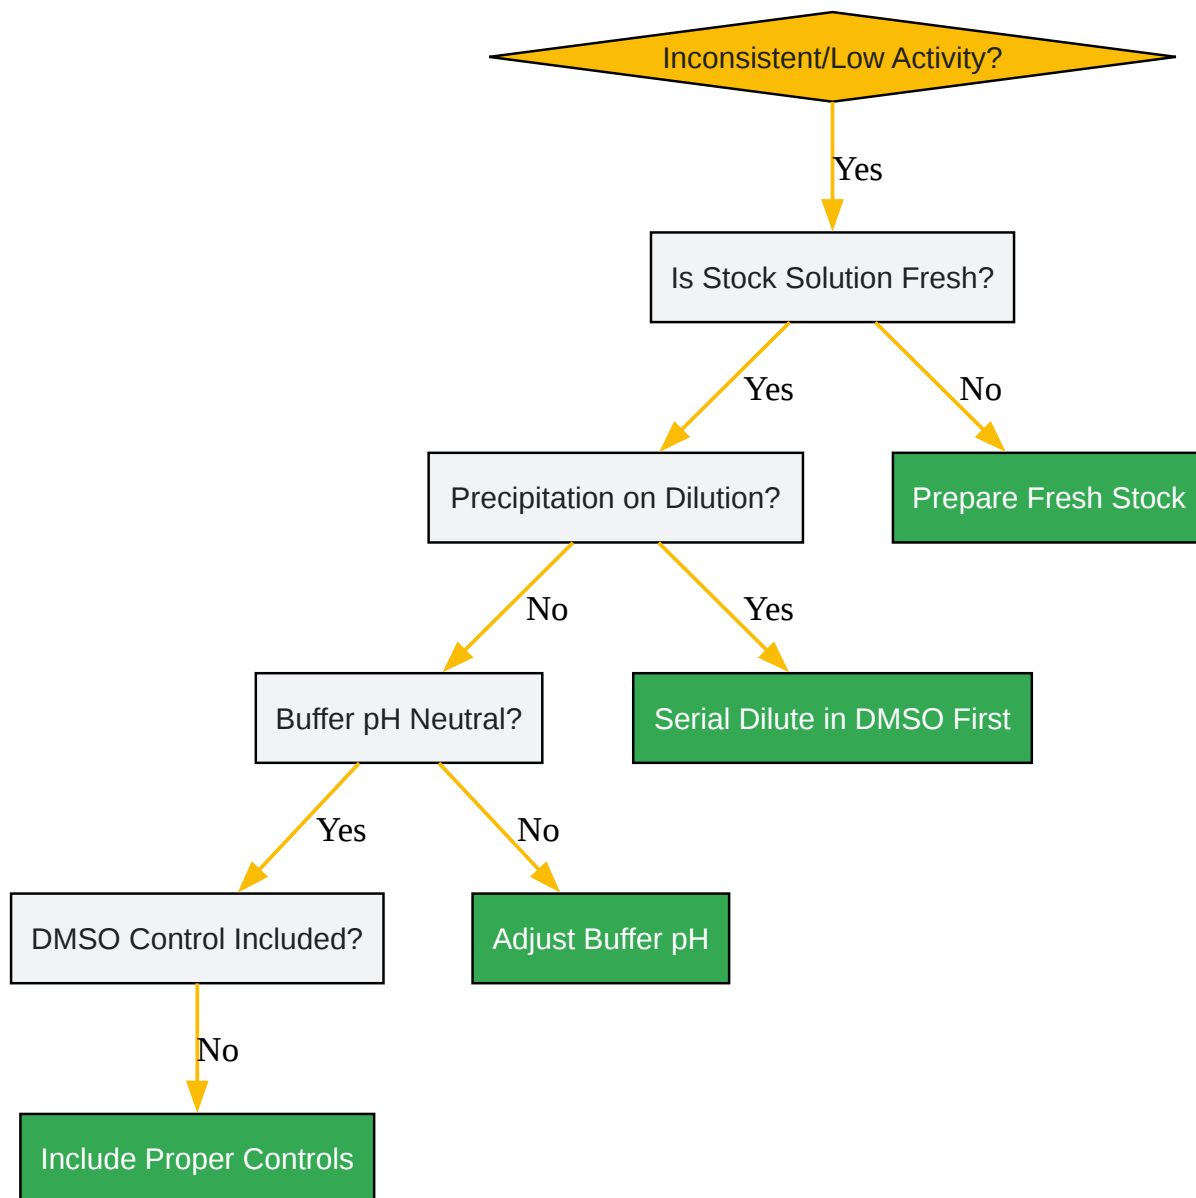 Inconsistent/Low Activity?
Yes
Is Stock Solution Fresh?
Yes
No
Precipitation on Dilution?
Prepare Fresh Stock
No
Yes
Buffer pH Neutral?
Serial Dilute in DMSO First
Yes
No
DMSO Control Included?
Adjust Buffer pH
No
Include Proper Controls